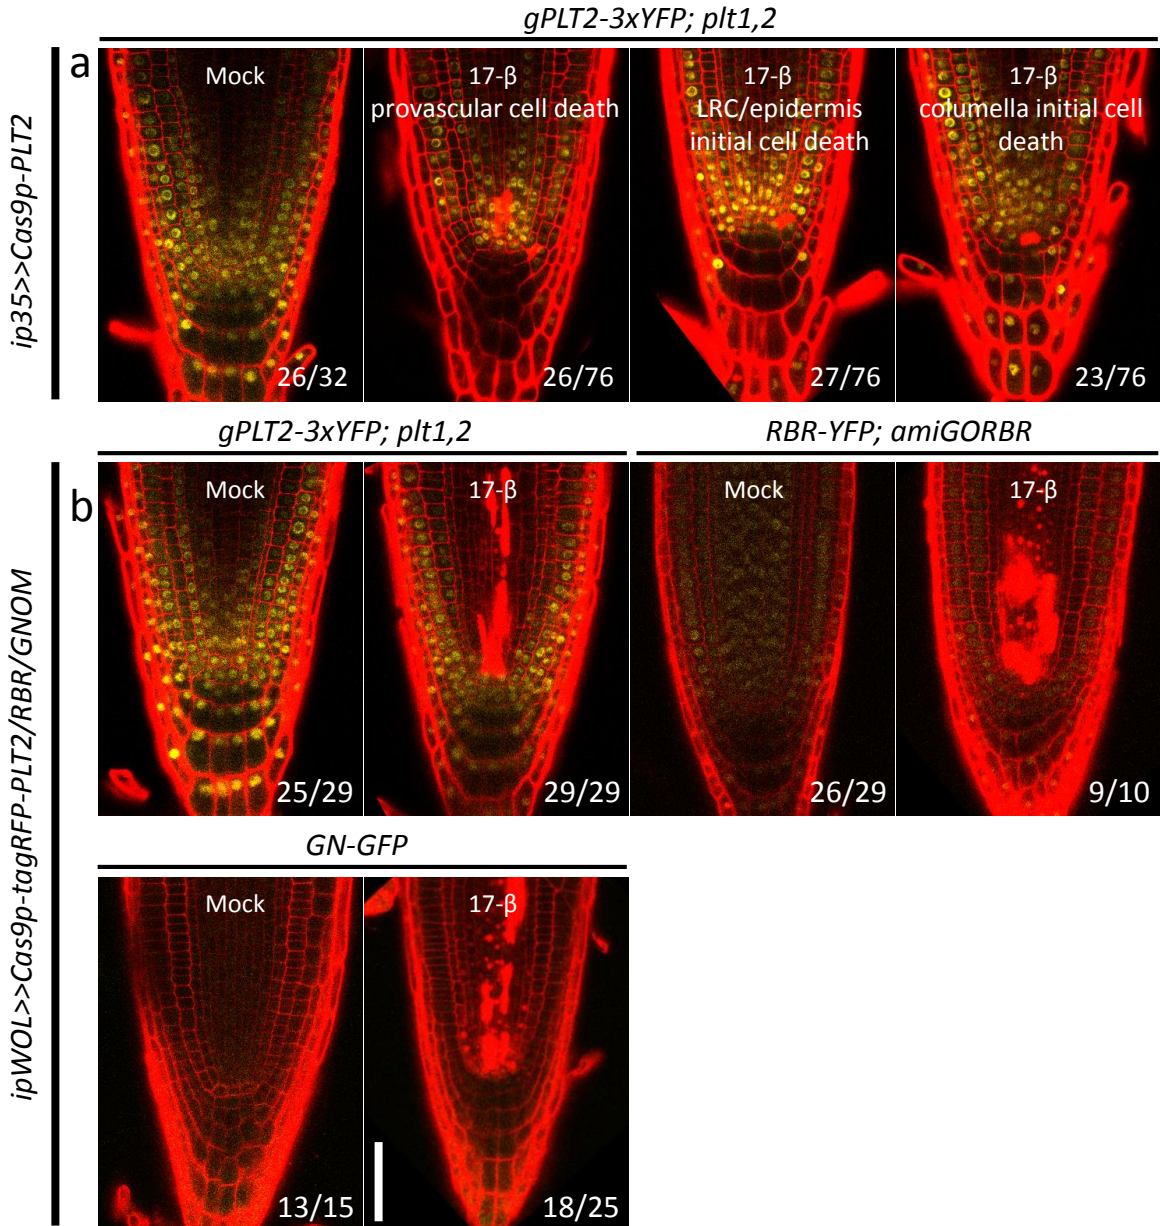 gPLT2-3xYFP; plt1,2
a
ip35>>Cas9p-PLT2
Mock
26/32
17-β
provascular cell death
26/76
17-β
LRC/epidermis
initial cell death
27/76
17-β
columella initial cell
death
23/76
gPLT2-3xYFP; plt1,2
RBR-YFP; amiGORBR
b
ipWOL>>Cas9p-tagRFP-PLT2/RBR/GNOM
Mock
25/29
17-β
29/29
Mock
26/29
17-β
9/10
GN-GFP
Mock
13/15
17-β
18/25